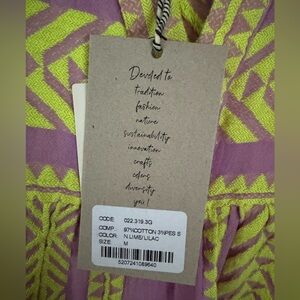 Devoted to
tradition
fashion
nature
sustainability
innovation
crafts
colors
diversity
you!
CODE: 022.319.3G
COMP.: 97%COTTON 3%PES S
COLOR: N.LIME/LILAC
SIZE: M
5207241089640